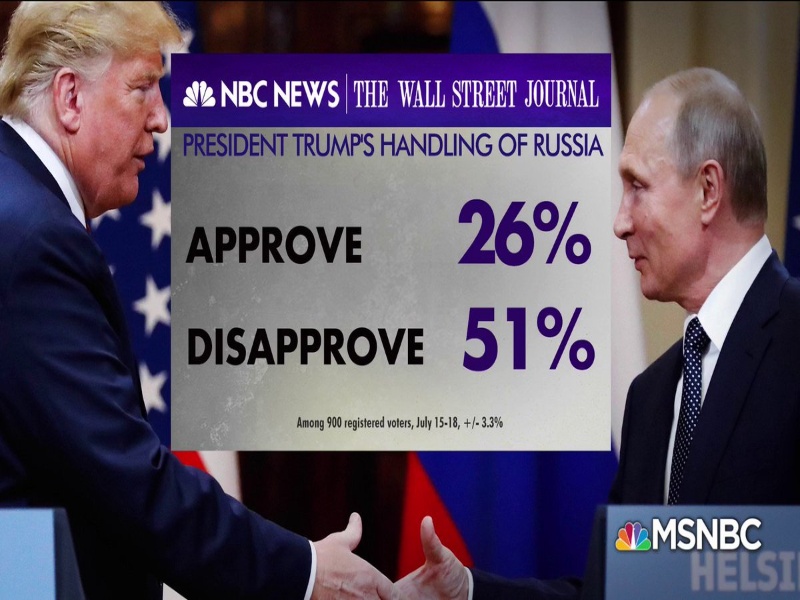 NBC NEWS | THE WALL STREET JOURNAL
PRESIDENT TRUMP'S HANDLING OF RUSSIA
APPROVE 26%
DISAPPROVE 51%
Among 900 registered voters, July 15-18, +/- 3.3%
MSNBC
HELSI